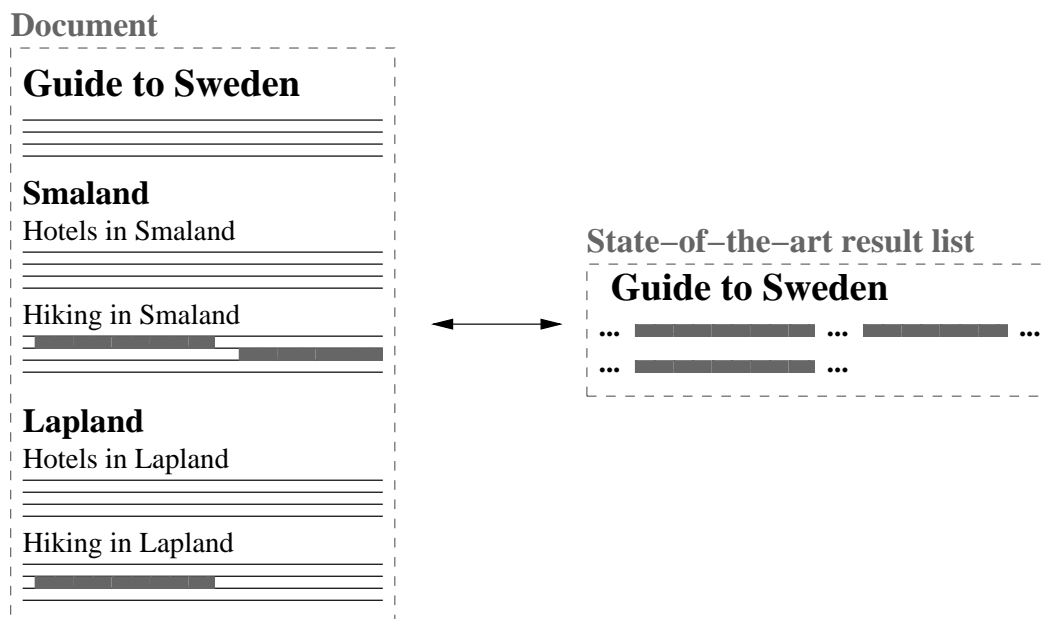 Document
Guide to Sweden
Smaland
Hotels in Smaland
Hiking in Smaland
Lapland
Hotels in Lapland
Hiking in Lapland
State−of−the−art result list
Guide to Sweden
... ... ...
... ...